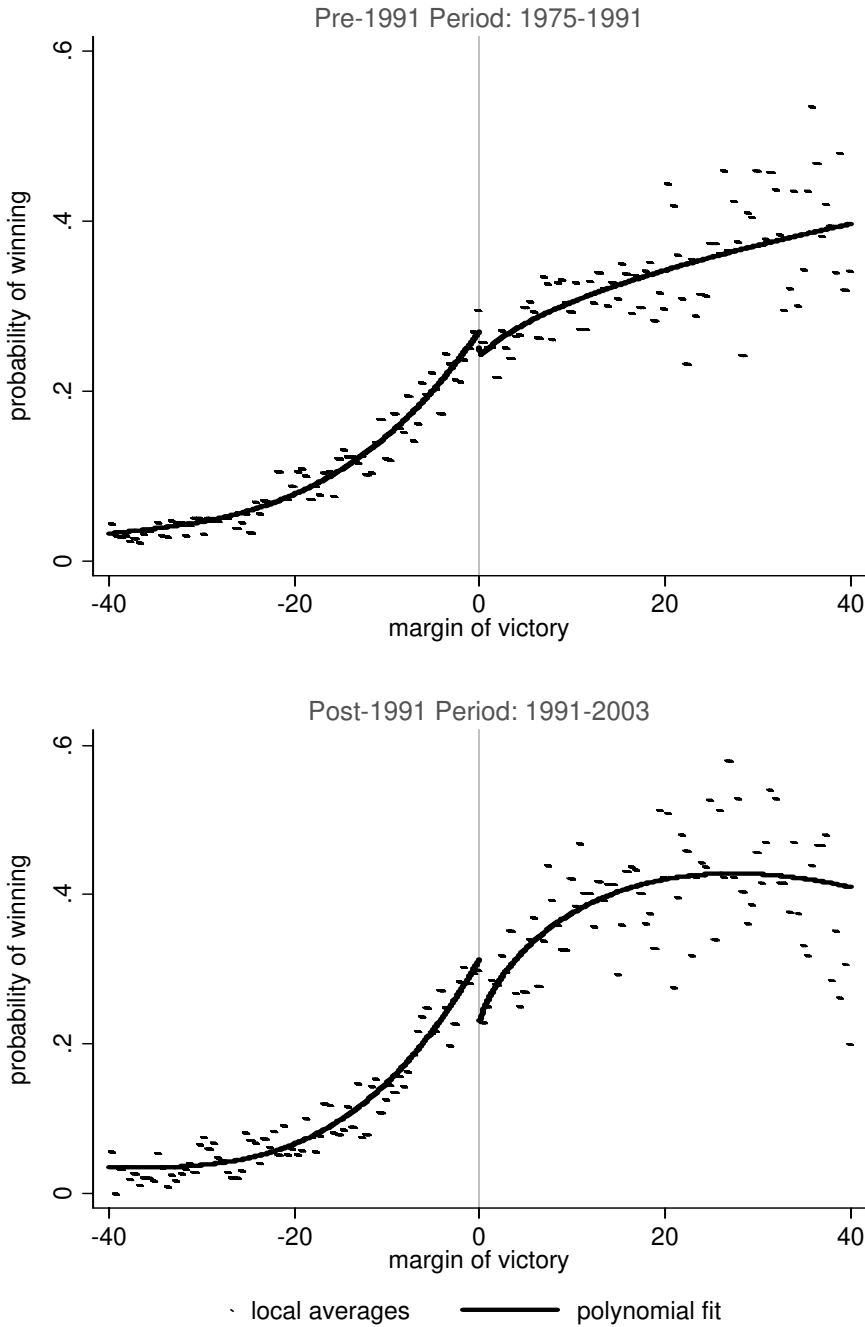 Pre-1991 Period: 1975-1991
.6
.4
.2
0
probability of winning
-40 -20 0 20 40
margin of victory
Post-1991 Period: 1991-2003
.6
.4
.2
0
probability of winning
-40 -20 0 20 40
margin of victory
local averages polynomial fit